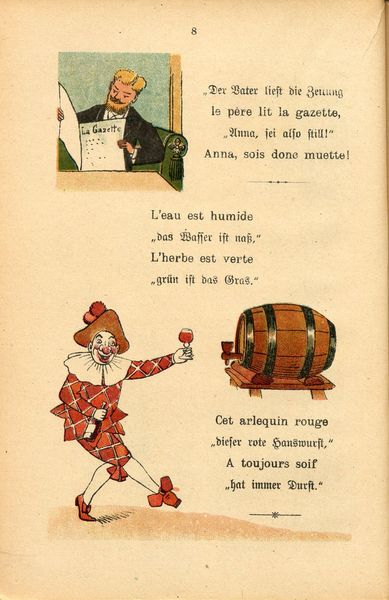 8
La Gazette
„Der Vater liest die Zeitung
le père lit la gazette,
„Anna, sei also still!“
Anna, sois donc muette!
L'eau est humide
„das Wasser ist naß,“
L'herbe est verte
„grün ist das Gras.“
Cet arlequin rouge
„dieser rote Hanswurst,“
A toujours soif
„hat immer Durst.“